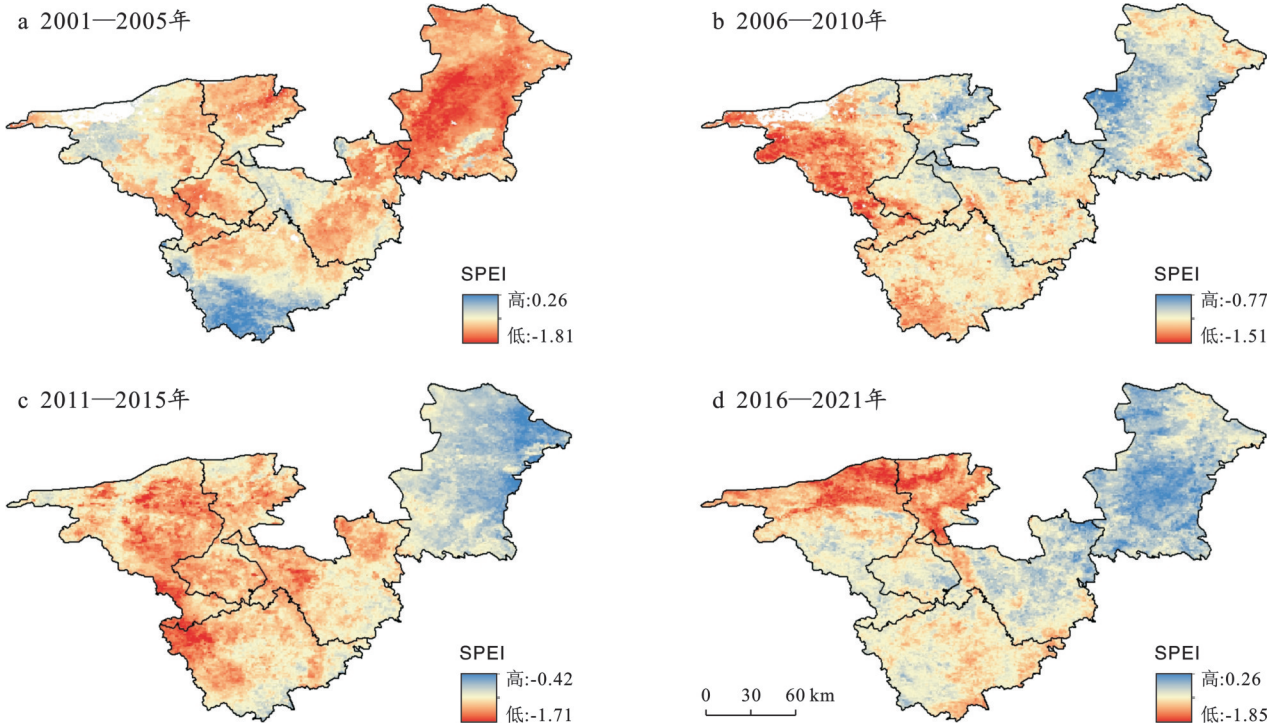 a 2001—2005年
SPEI
高:0.26
低:-1.81
b 2006—2010年
SPEI
高:-0.77
低:-1.51
c 2011—2015年
SPEI
高:-0.42
低:-1.71
d 2016—2021年
0 30 60 km
SPEI
高:0.26
低:-1.85